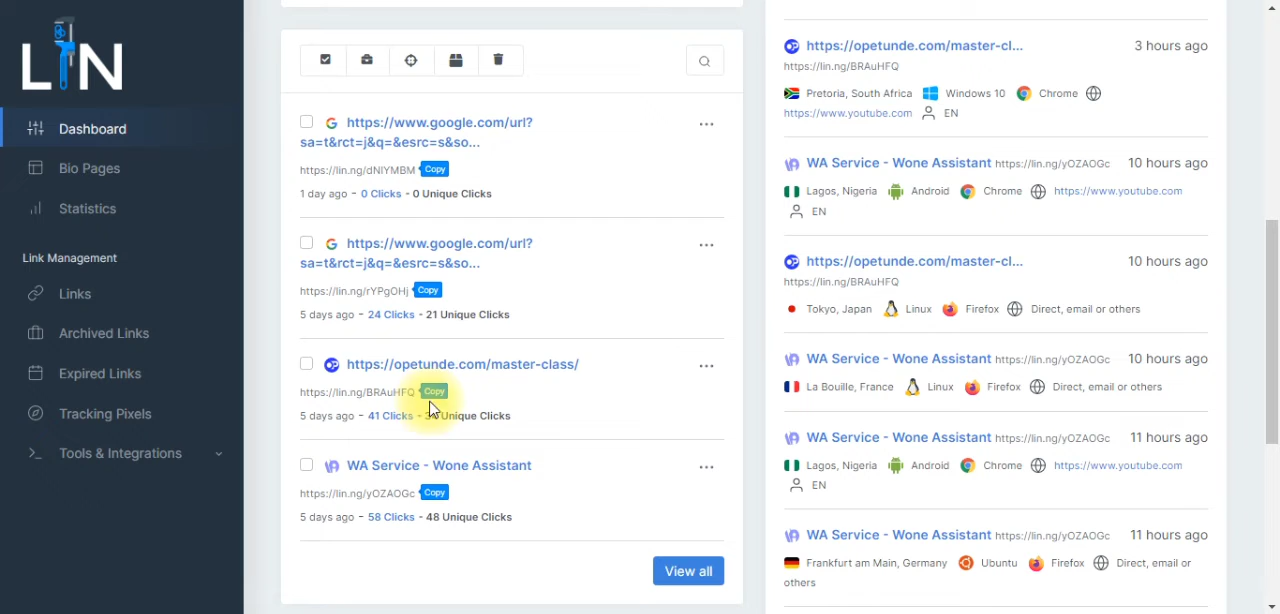 LIN
Dashboard
Bio Pages
Statistics
Link Management
Links
Archived Links
Expired Links
Tracking Pixels
Tools & Integrations
https://www.google.com/url?
sa=t&rct=j&q=&esrc=s&so...
https://lin.ng/dNIYMBM Copy
1 day ago - 0 Clicks - 0 Unique Clicks
https://www.google.com/url?
sa=t&rct=j&q=&esrc=s&so...
https://lin.ng/rYPgOHj Copy
5 days ago - 24 Clicks - 21 Unique Clicks
https://opetunde.com/master-class/
https://lin.ng/BRAuHFQ Copy
5 days ago - 41 Clicks - Unique Clicks
WA Service - Wone Assistant
https://lin.ng/yOZAOGc Copy
5 days ago - 58 Clicks - 48 Unique Clicks
View all
https://opetunde.com/master-cl... 3 hours ago
https://lin.ng/BRAuHFQ
Pretoria, South Africa Windows 10 Chrome
https://www.youtube.com EN
WA Service - Wone Assistant https://lin.ng/yOZAOGc 10 hours ago
Lagos, Nigeria Android Chrome https://www.youtube.com
EN
https://opetunde.com/master-cl... 10 hours ago
https://lin.ng/BRAuHFQ
Tokyo, Japan Linux Firefox Direct, email or others
WA Service - Wone Assistant https://lin.ng/yOZAOGc 10 hours ago
La Bouille, France Linux Firefox Direct, email or others
WA Service - Wone Assistant https://lin.ng/yOZAOGc 11 hours ago
Lagos, Nigeria Android Chrome https://www.youtube.com
EN
WA Service - Wone Assistant https://lin.ng/yOZAOGc 11 hours ago
Frankfurt am Main, Germany Ubuntu Firefox Direct, email or
others